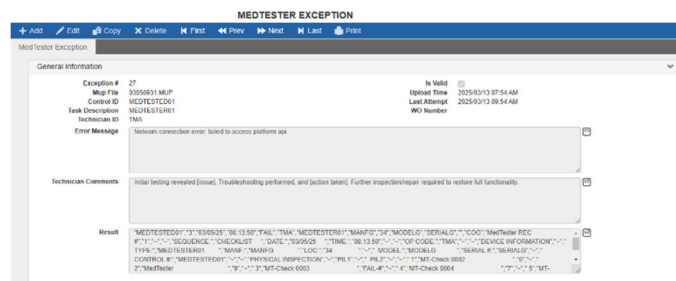 MEDTESTER EXCEPTION
Add Edit Copy Delete First Prev Next Last Print
MedTester Exception
General Information
Exception # 27 Is Valid
Mup File 03050931.MUP Upload Time 2025/03/13 07:54 AM
Control ID MEDTESTED01 Last Attempt 2025/03/13 09:54 AM
Task Description MEDTESTER01 WO Number
Technician ID TMA
Error Message Network connection error: failed to access platform api
Technician Comments Initial testing revealed [issue]. Troubleshooting performed, and [action taken]. Further inspection/repair required to restore full functionality.
Result "MEDTESTED01","3","03/05/25","08:13:50","FAIL","TMA","MEDTESTER01","MANFG","34","MODELG","SERIALG","","COG","MedTester REC
#","1","~","~","SEQUENCE:","CHECKLIST ","DATE:","03/05/25 ","TIME:","08:13:50","~","~","OP CODE:","TMA","~","~","DEVICE INFORMATION","~","
TYPE:","MEDTESTER01 ","MANF:","MANFG ","LOC:","34 ","~"," MODEL:","MODELG ","SERIAL #:","SERIALG","~","
CONTROL #","MEDTESTED01","~","~","PHYSICAL INSPECTION","~","PIL1","~"," PIL2","~","~"," 1","MT-Check 0002 ","6","~","
2","MedTester ","9","~"," 3","MT-Check 0003 ","FAIL-#","~"," 4","MT-Check 0004 ","7","~"," 5","MT-